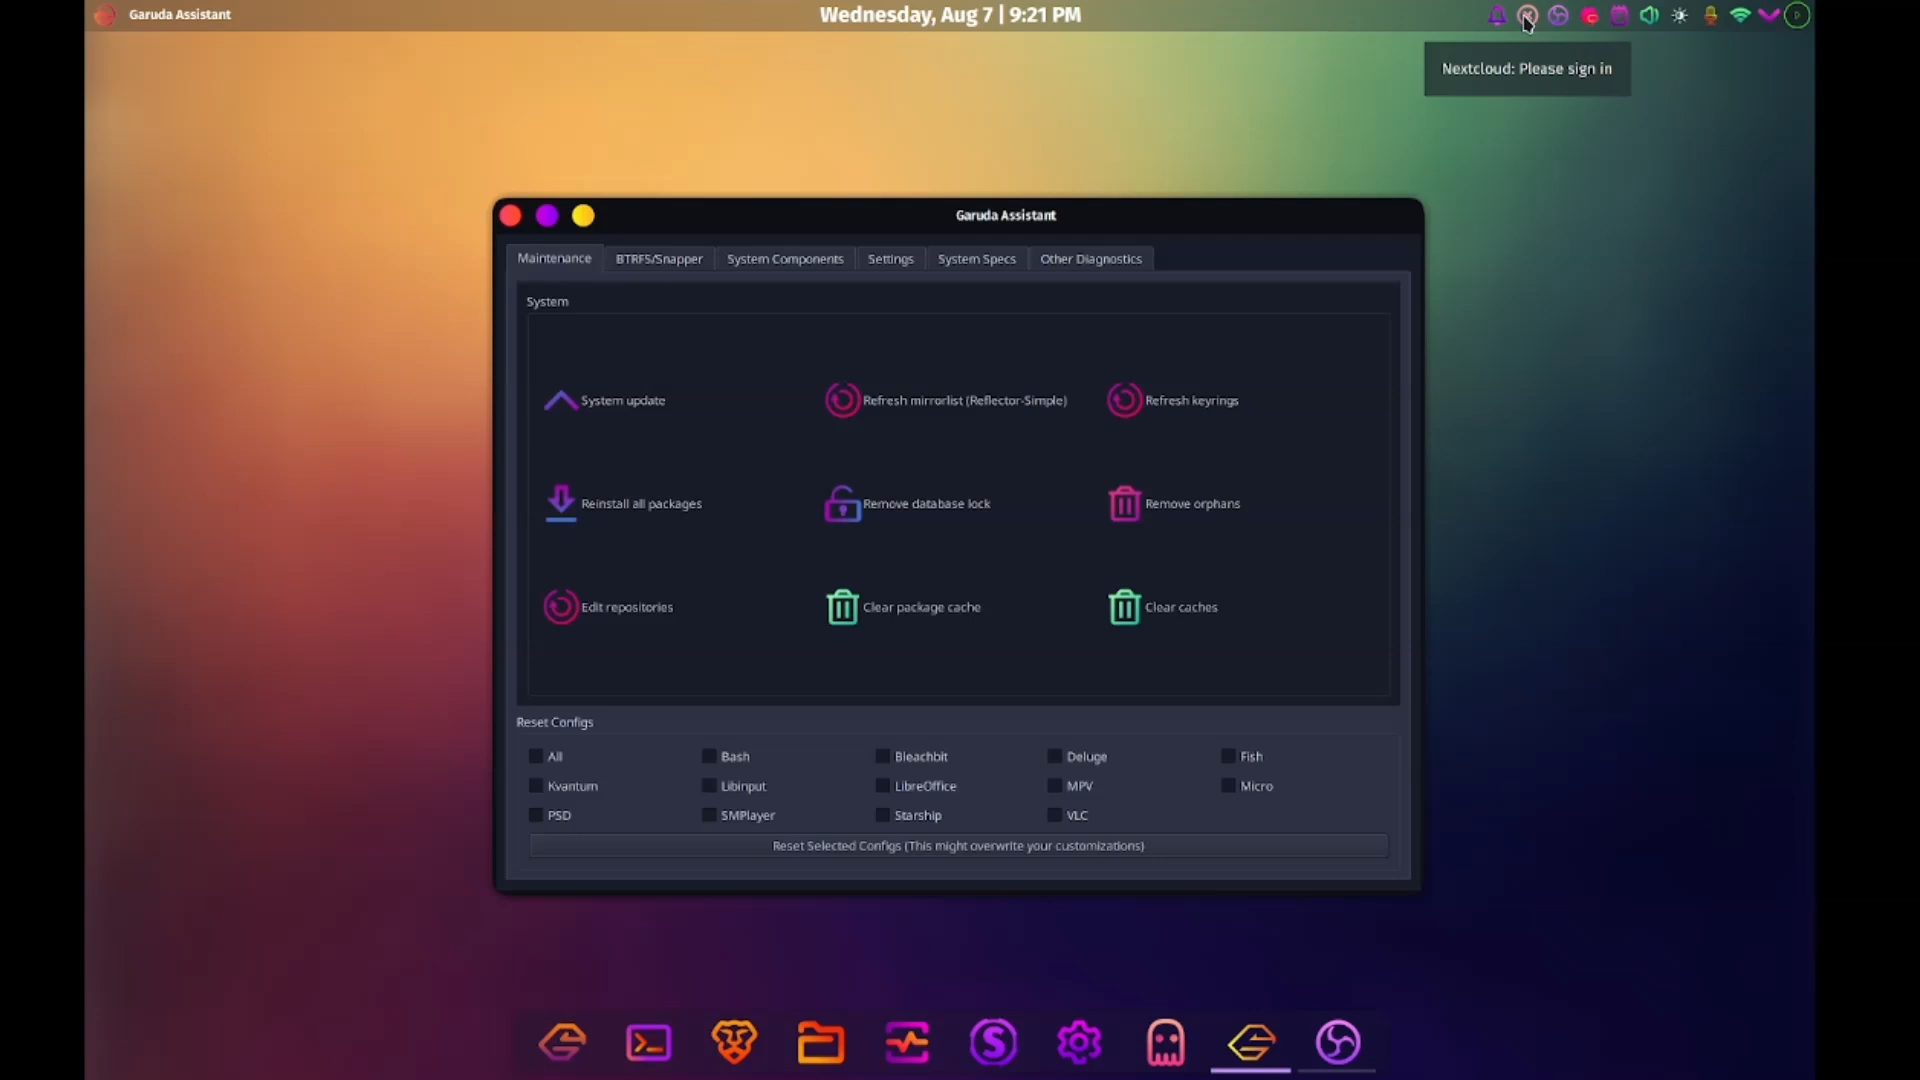 Garuda Assistant
Wednesday, Aug 7 | 9:21 PM
Nextcloud: Please sign in
Garuda Assistant
Maintenance
BTRFS/Snapper
System Components
Settings
System Specs
Other Diagnostics
System
System update
Refresh mirrorlist (Reflector-Simple)
Refresh keyrings
Reinstall all packages
Remove database lock
Remove orphans
Edit repositories
Clear package cache
Clear caches
Reset Configs
All
Bash
Bleachbit
Deluge
Fish
Kvantum
Libinput
LibreOffice
MPV
Micro
PSD
SMPlayer
Starship
VLC
Reset Selected Configs (This might overwrite your customizations)